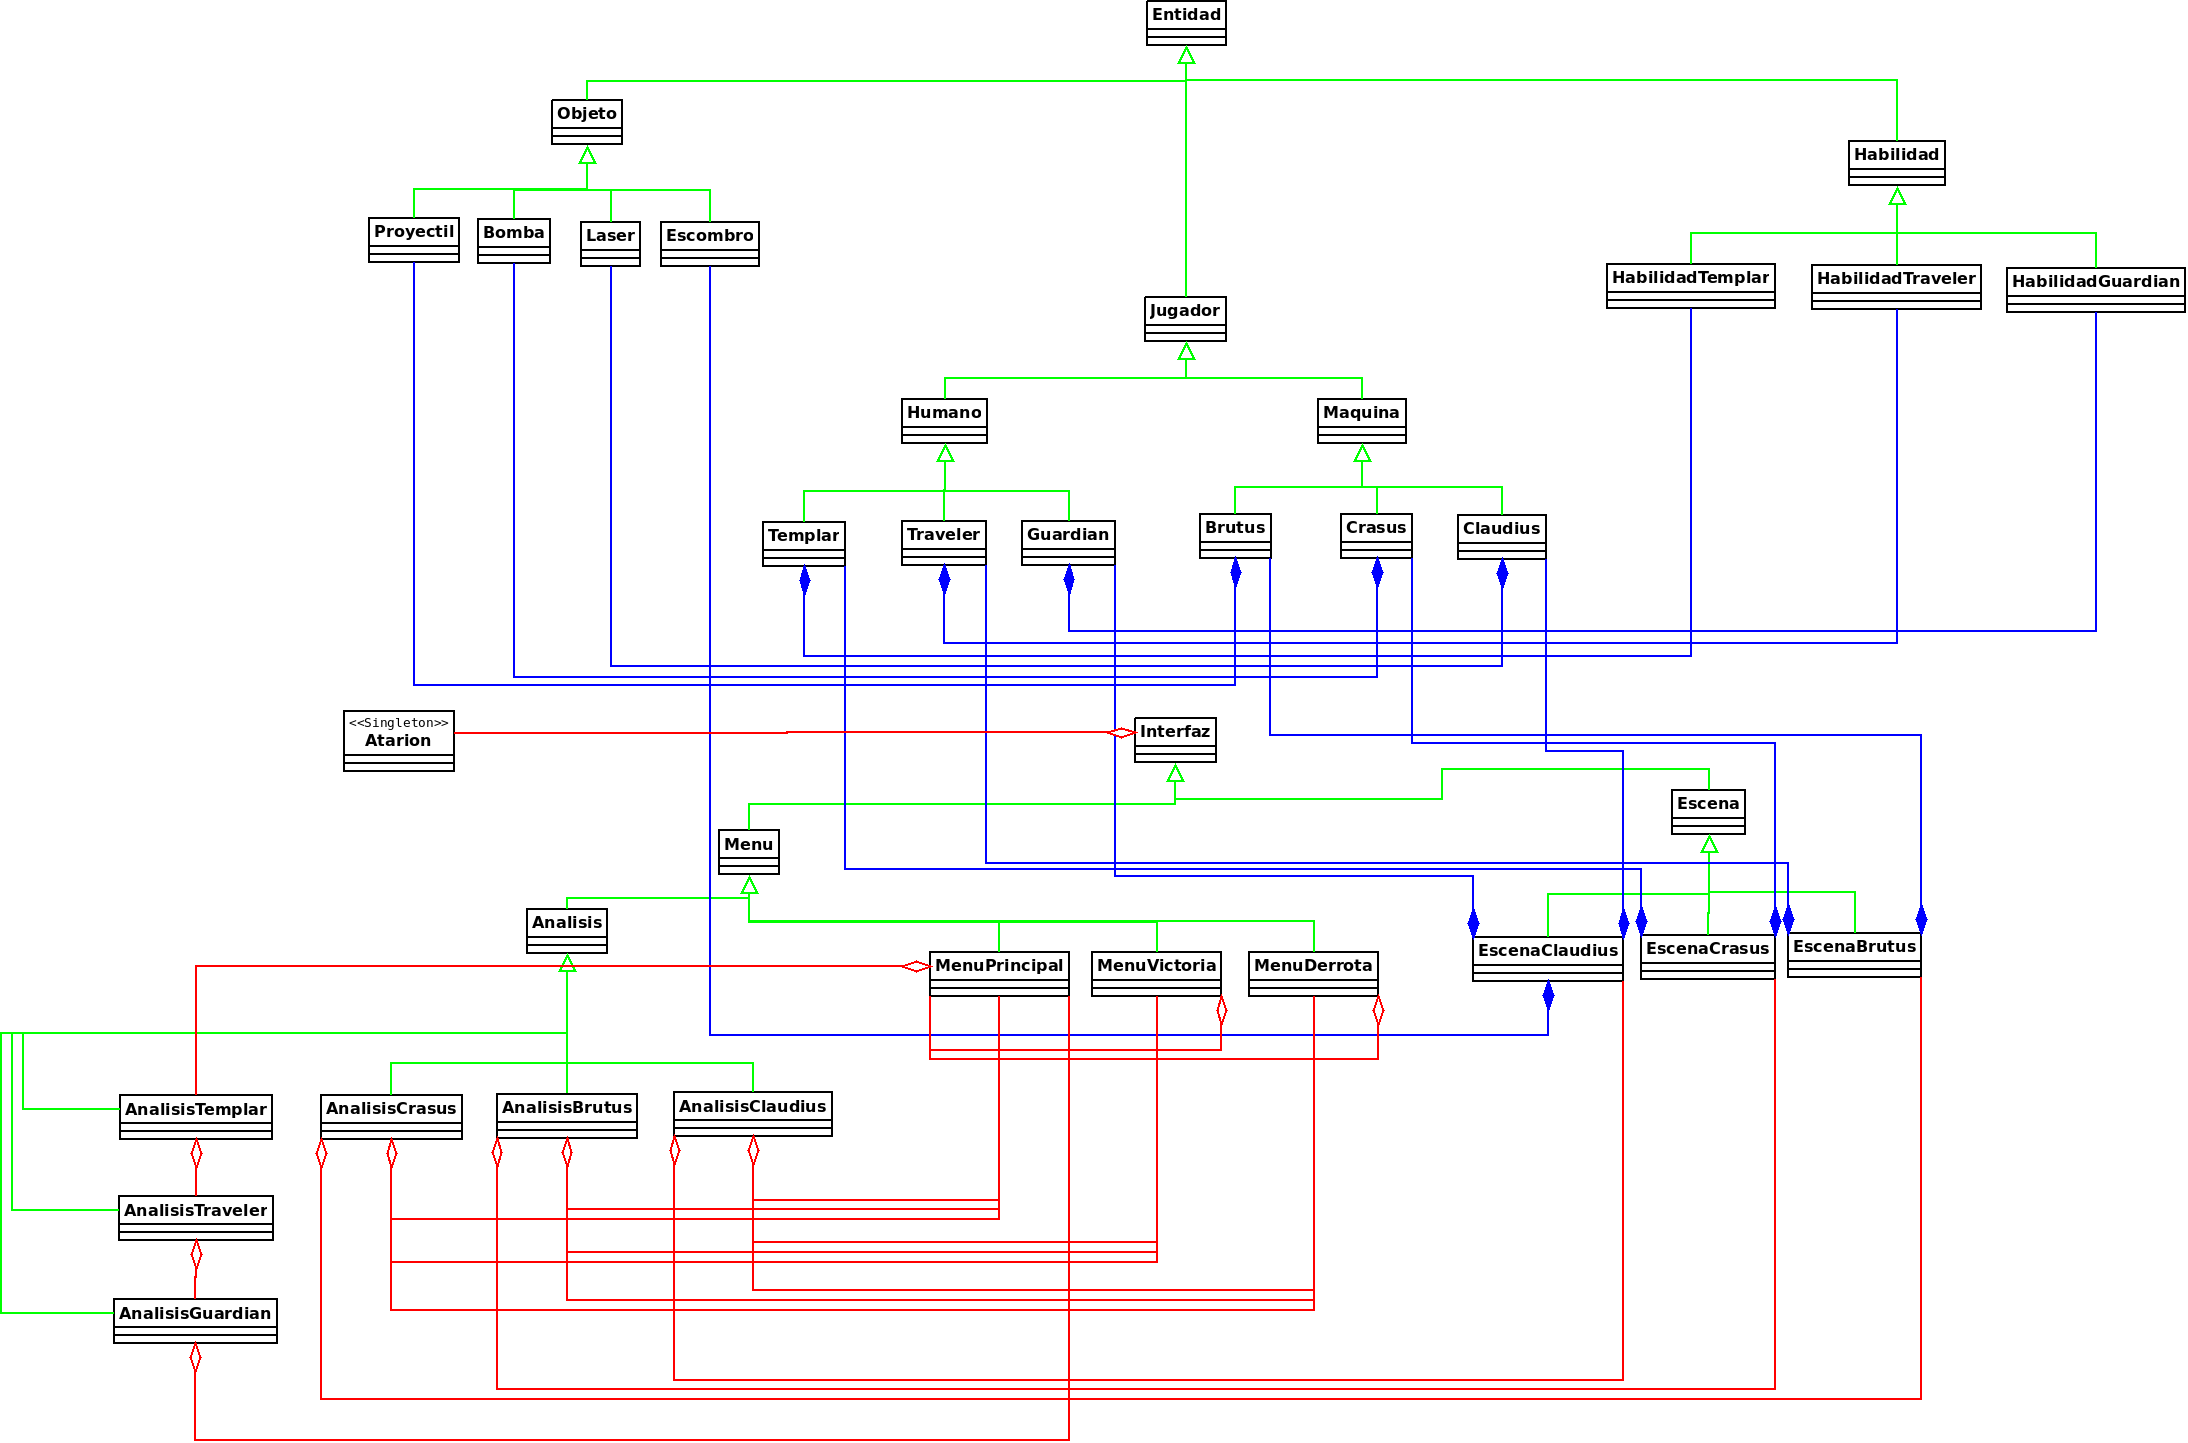 Entidad
Objeto
Habilidad
Proyectil
Bomba
Laser
Escombro
HabilidadTemplar
HabilidadTraveler
HabilidadGuardian
Jugador
Humano
Maquina
Templar
Traveler
Guardian
Brutus
Crasus
Claudius
<<Singleton>>
Atarion
Interfaz
Escena
Menu
Analisis
MenuPrincipal
MenuVictoria
MenuDerrota
EscenaClaudius
EscenaCrasus
EscenaBrutus
AnalisisTemplar
AnalisisCrasus
AnalisisBrutus
AnalisisClaudius
AnalisisTraveler
AnalisisGuardian